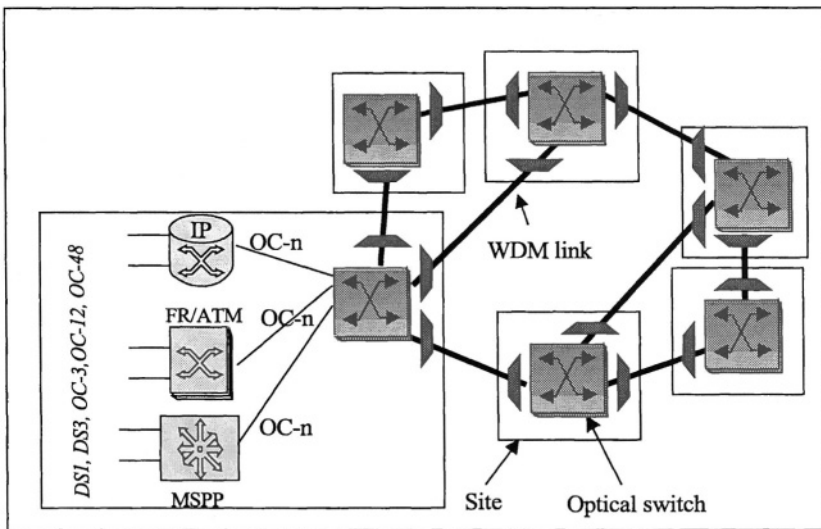 IP
OC-n
WDM link
FR/ATM
OC-n
DS1, DS3, OC-3,OC-12, OC-48
OC-n
MSPP
Site
Optical switch